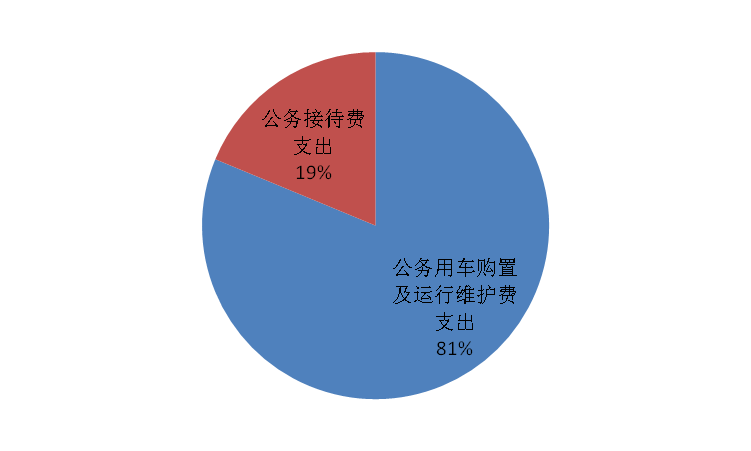 公务接待费
支出
19%
公务用车购置
及运行维护费
支出
81%